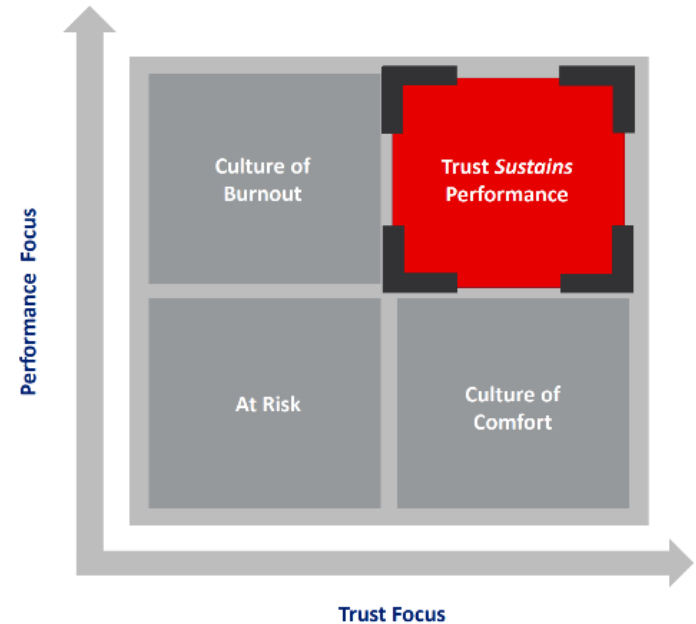 Culture of
Burnout
Trust Sustains
Performance
Performance Focus
At Risk
Culture of
Comfort
Trust Focus